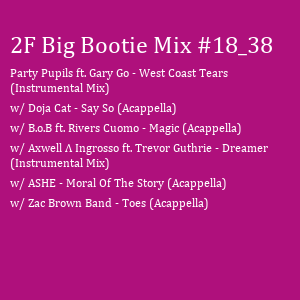 2F Big Bootie Mix #18_38
Party Pupils ft. Gary Go - West Coast Tears
(Instrumental Mix)
w/ Doja Cat - Say So (Acappella)
w/ B.o.B ft. Rivers Cuomo - Magic (Acappella)
w/ Axwell Λ Ingrosso ft. Trevor Guthrie - Dreamer
(Instrumental Mix)
w/ ASHE - Moral Of The Story (Acappella)
w/ Zac Brown Band - Toes (Acappella)